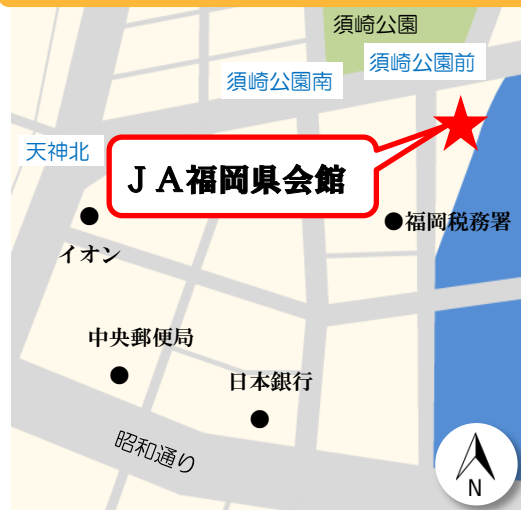 須崎公園
須崎公園前
須崎公園南
天神北
ＪＡ福岡県会館
福岡税務署
イオン
中央郵便局
日本銀行
昭和通り
N